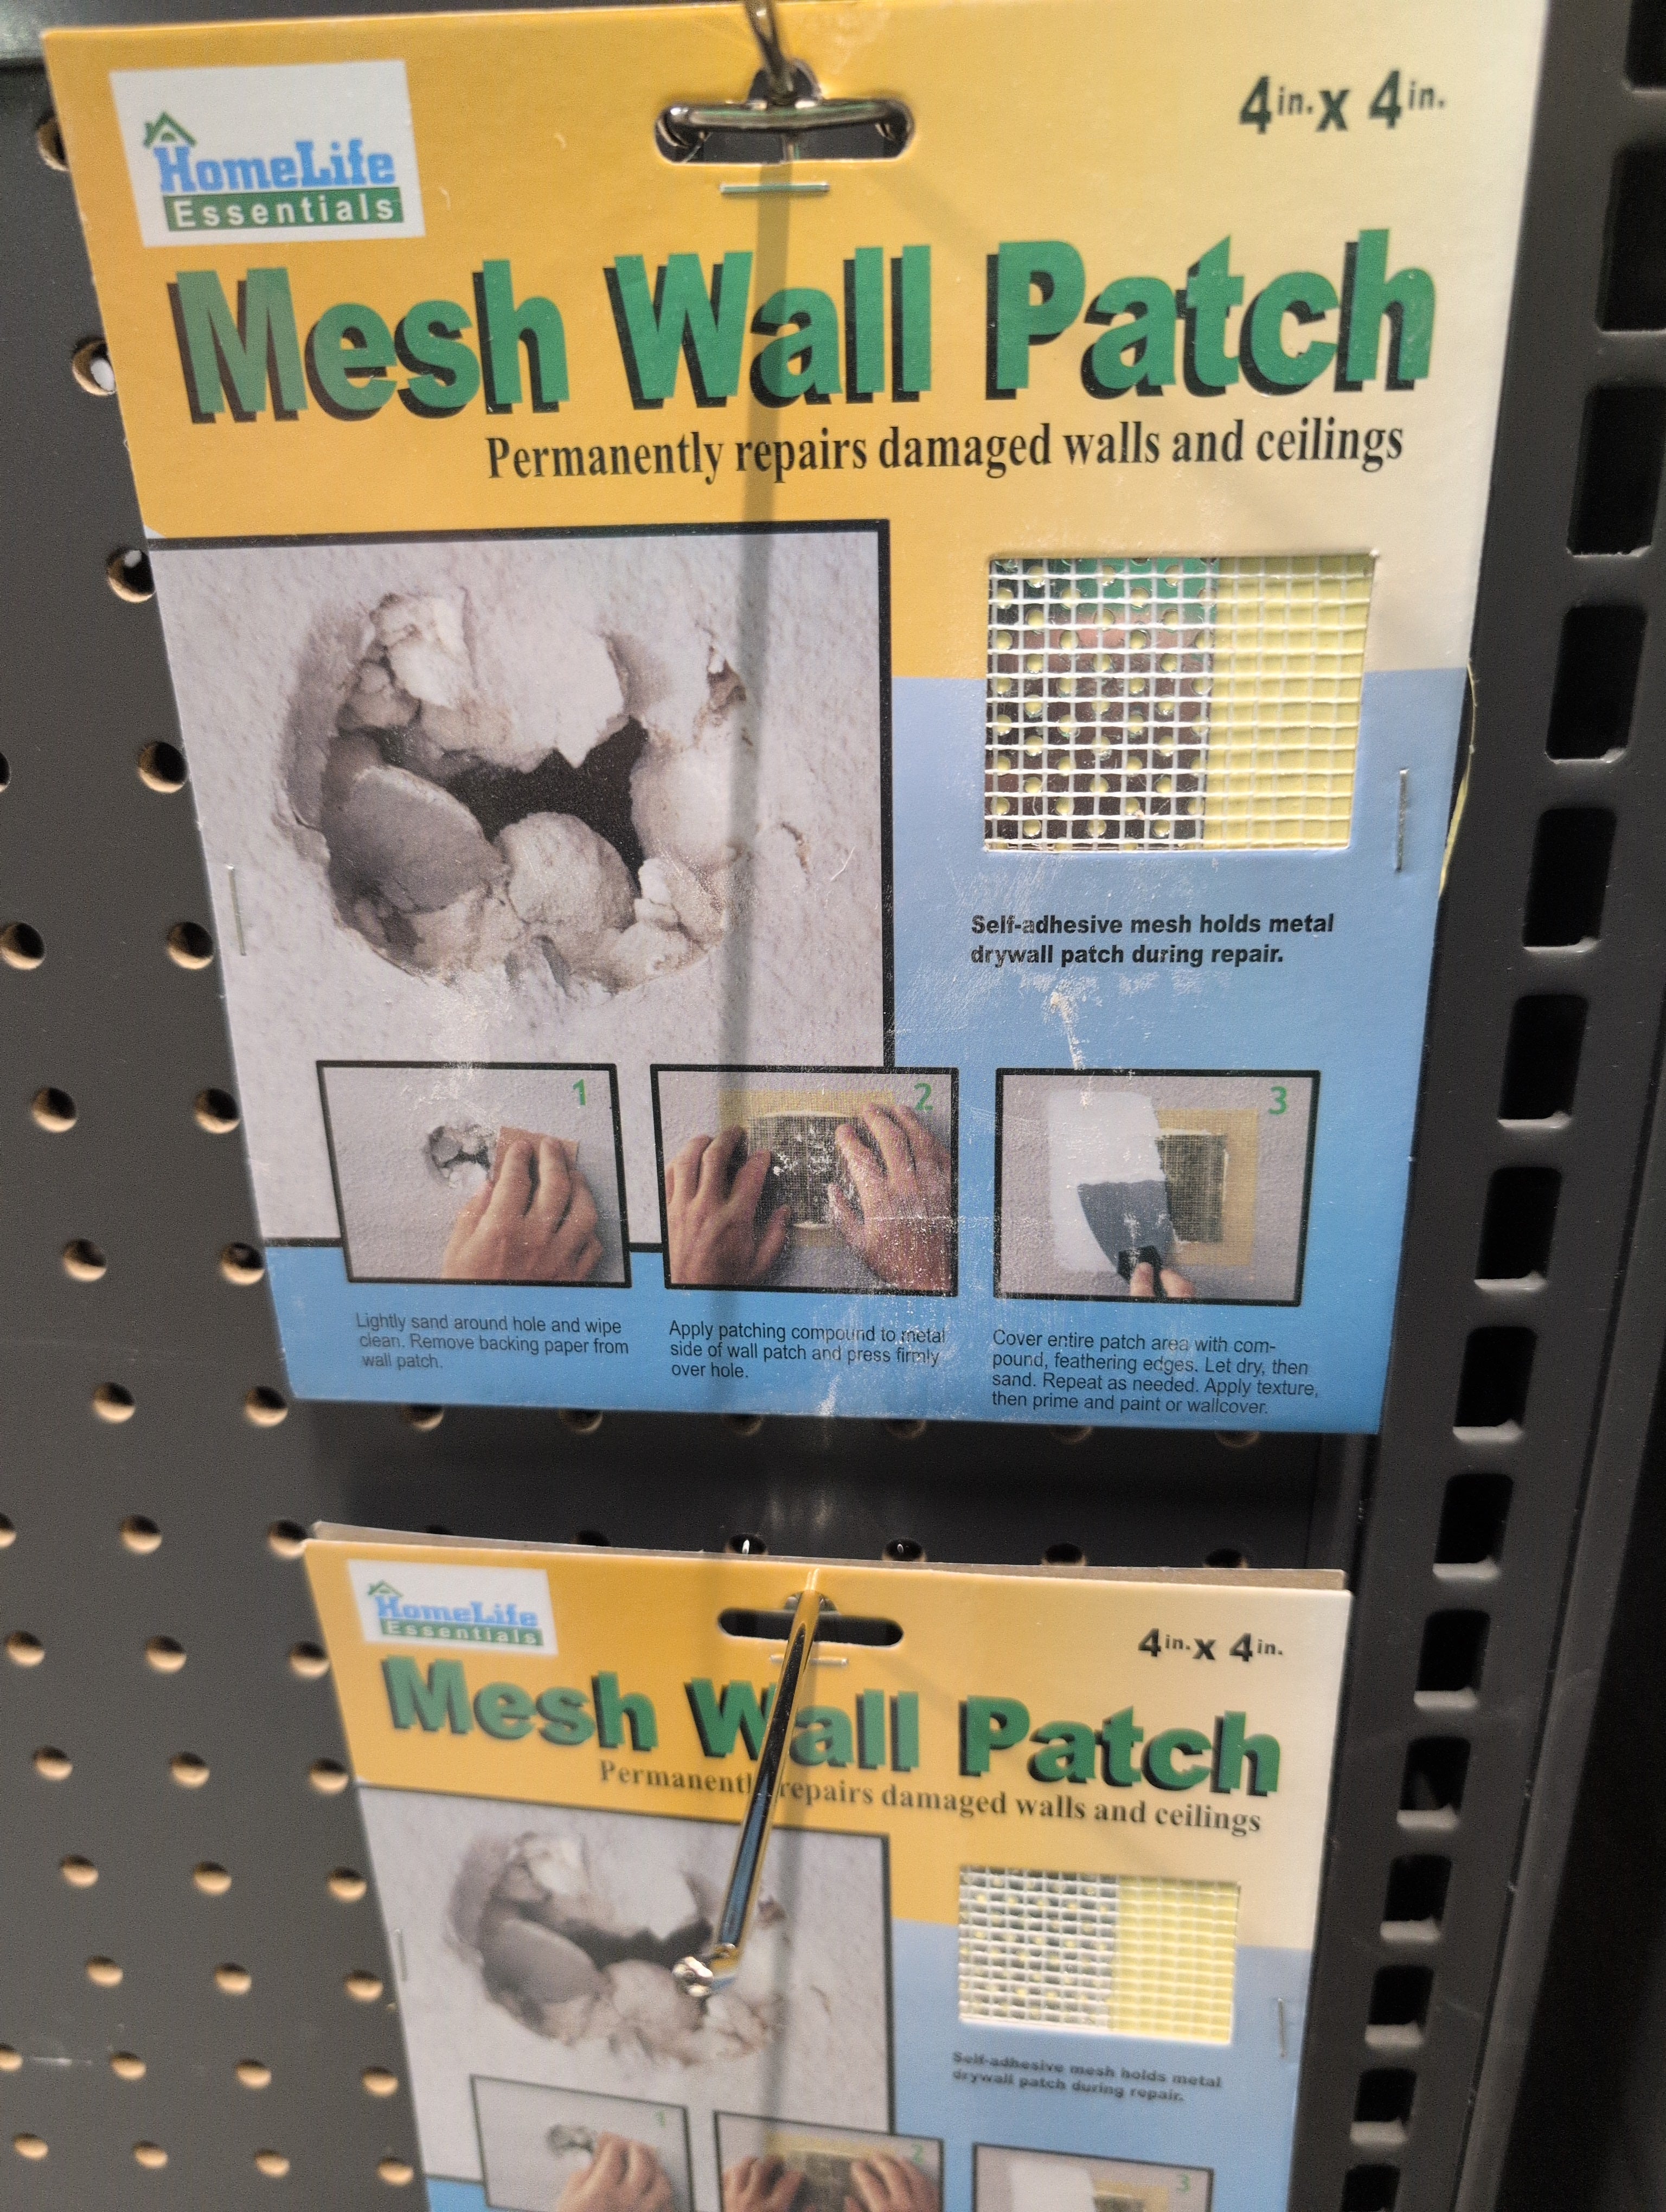 HomeLife
Essentials
4in. x 4in.
Mesh Wall Patch
Permanently repairs damaged walls and ceilings
Self-adhesive mesh holds metal
drywall patch during repair.
1
2
3
Lightly sand around hole and wipe
clean. Remove backing paper from
wall patch.
Apply patching compound to metal
side of wall patch and press firmly
over hole.
Cover entire patch area with com-
pound, feathering edges. Let dry, then
sand. Repeat as needed. Apply texture,
then prime and paint or wallcover.
HomeLife
Essentials
4in. x 4in.
Mesh Wall Patch
Permanently repairs damaged walls and ceilings
Self-adhesive mesh holds metal
drywall patch during repair.
1
2
3